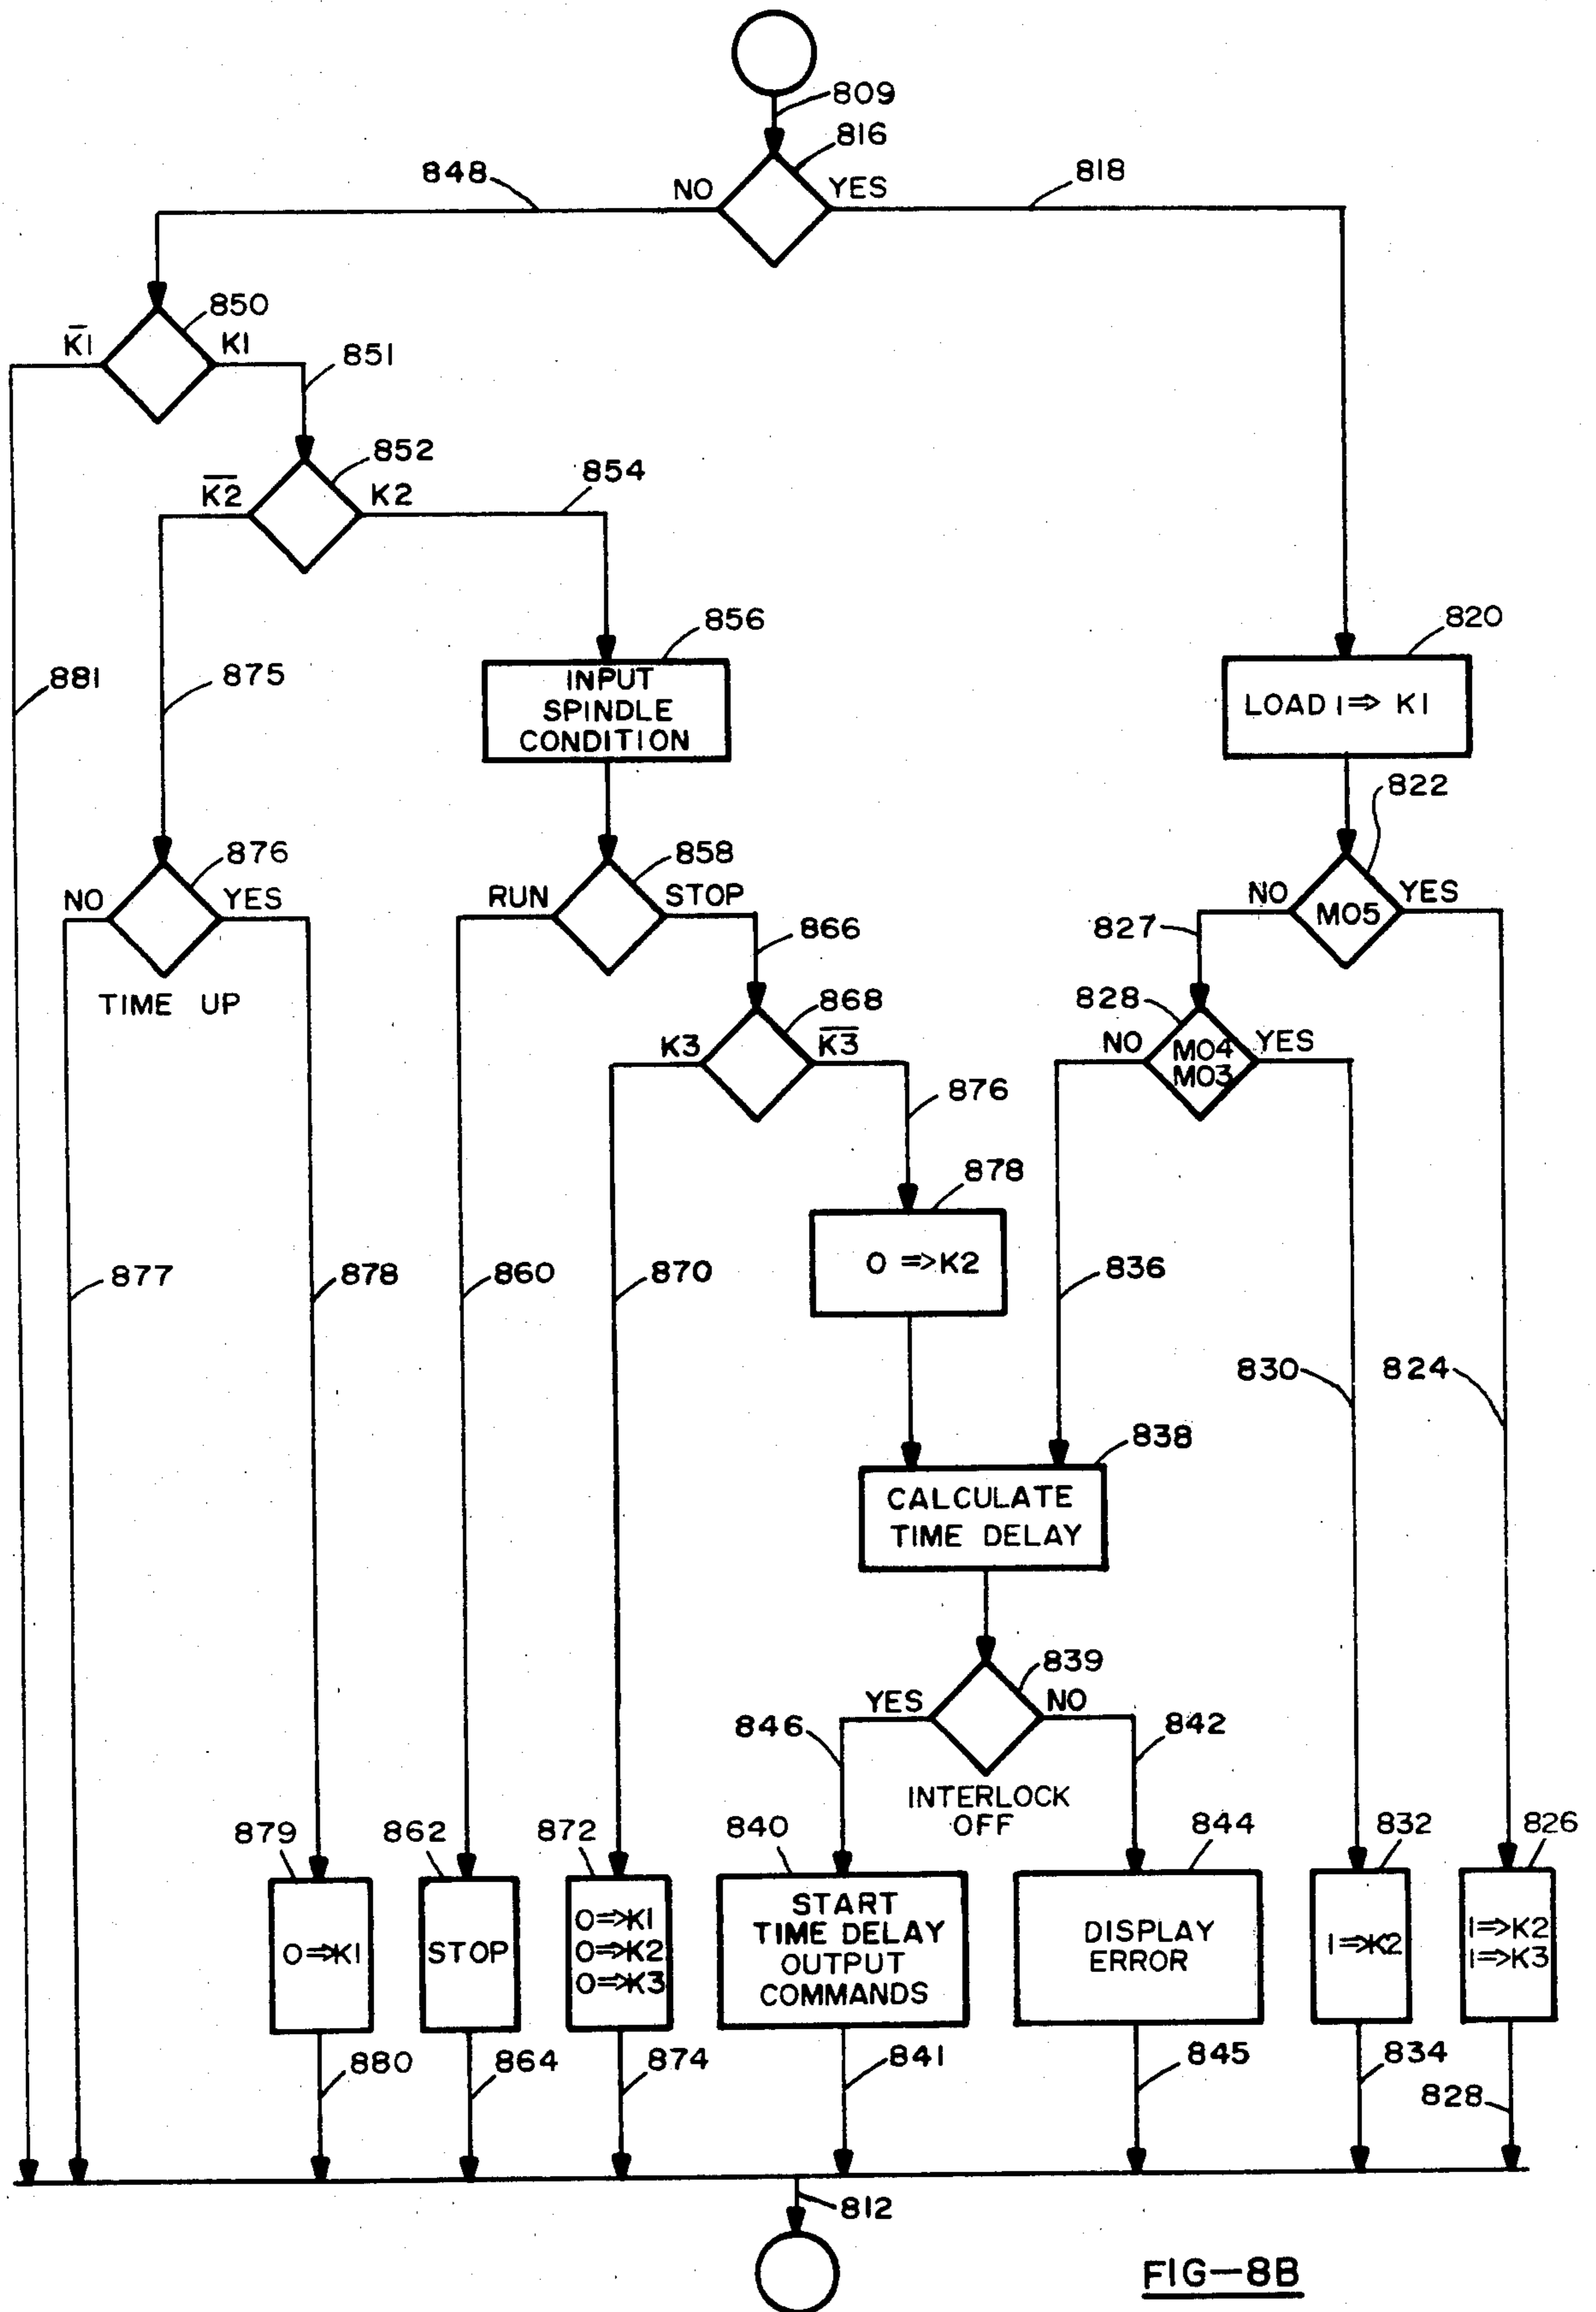 809
816
848
NO
YES
818
850
K̅1
K1
851
852
K̅2̅
K2
854
856
820
881
875
INPUT
SPINDLE
CONDITION
LOAD 1⇒ K1
822
876
858
NO
YES
RUN
STOP
NO
MO5
YES
827
866
TIME UP
828
868
K3
K̅3̅
NO
MO4
MO3
YES
876
878
877
878
860
870
0 =>K2
836
830
824
838
CALCULATE
TIME DELAY
839
YES
NO
846
842
INTERLOCK
OFF
879
862
872
840
844
832
826
0=>K1
STOP
0=>K1
0=>K2
0=>K3
START
TIME DELAY
OUTPUT
COMMANDS
DISPLAY
ERROR
1=>K2
1=>K2
1=>K3
880
864
874
841
845
834
828
812
FIG-8B